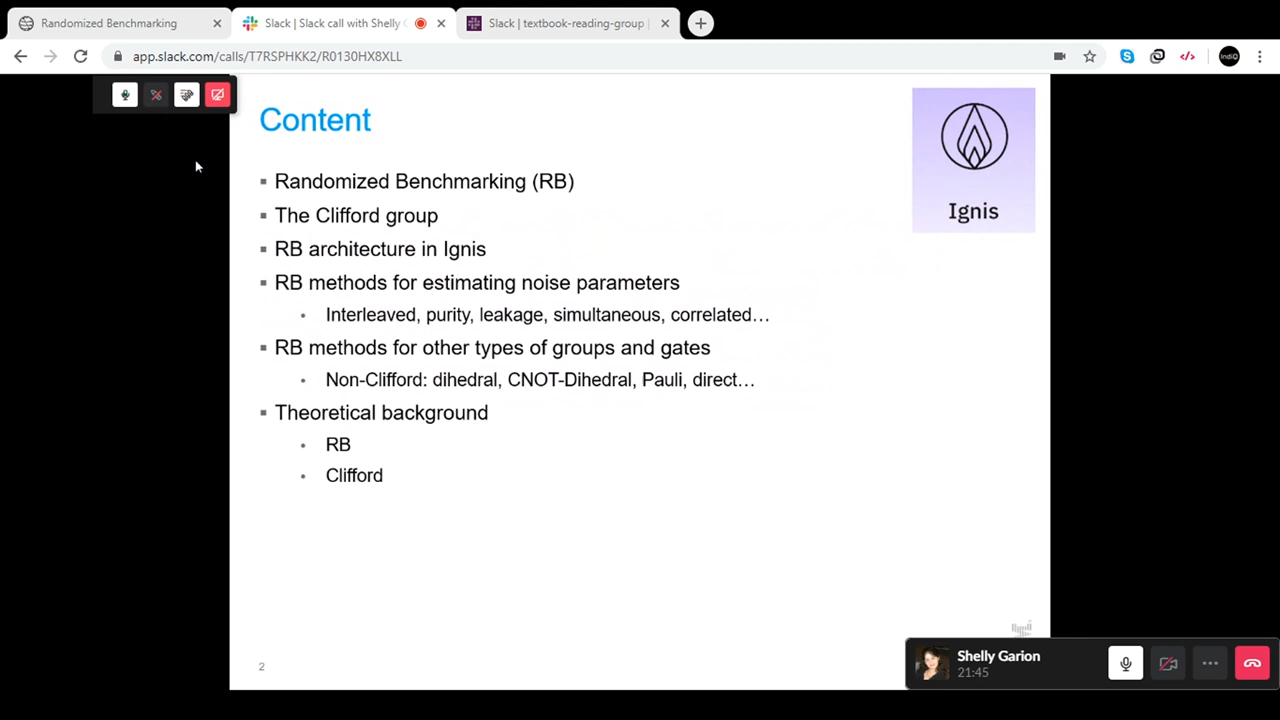 Randomized Benchmarking
Slack | Slack call with Shelly
Slack | textbook-reading-group |
app.slack.com/calls/T7RSPHKK2/R0130HX8XLL
IndiQ
Content
Ignis
Randomized Benchmarking (RB)
The Clifford group
RB architecture in Ignis
RB methods for estimating noise parameters
Interleaved, purity, leakage, simultaneous, correlated…
RB methods for other types of groups and gates
Non-Clifford: dihedral, CNOT-Dihedral, Pauli, direct…
Theoretical background
RB
Clifford
2
Shelly Garion
21:45